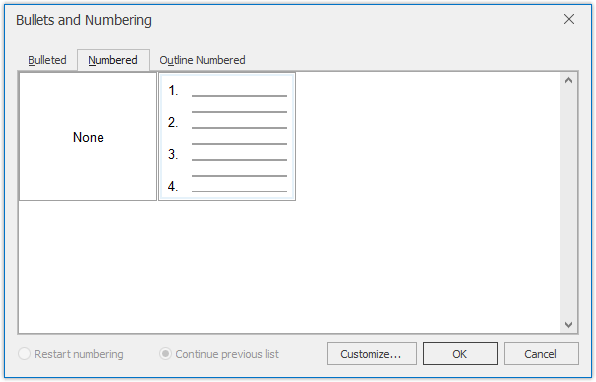 Bullets and Numbering
Bulleted Numbered Outline Numbered
None
1.
2.
3.
4.
Restart numbering Continue previous list Customize... OK Cancel